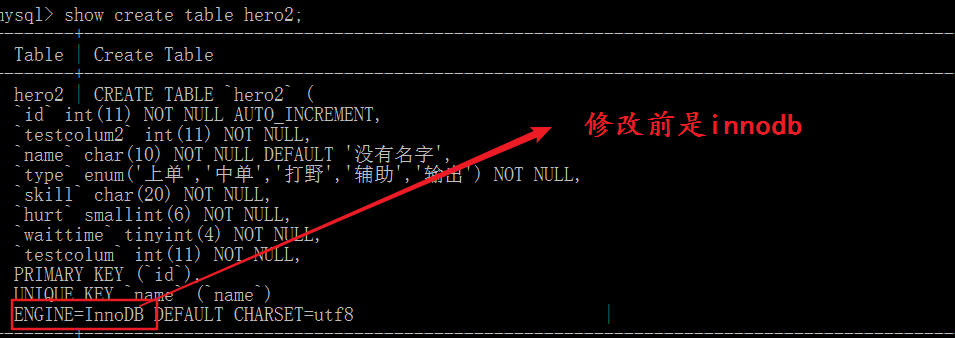 mysql> show create table hero2;
Table | Create Table
hero2 | CREATE TABLE `hero2` (
`id` int(11) NOT NULL AUTO_INCREMENT,
`testcolum2` int(11) NOT NULL,
修改前是innodb
`name` char(10) NOT NULL DEFAULT '没有名字',
`type` enum('上单','中单','打野','辅助','输出') NOT NULL,
`skill` char(20) NOT NULL,
`hurt` smallint(6) NOT NULL,
`waittime` tinyint(4) NOT NULL,
`testcolum` int(11) NOT NULL,
PRIMARY KEY (`id`),
UNIQUE KEY `name` (`name`)
ENGINE=InnoDB DEFAULT CHARSET=utf8 |